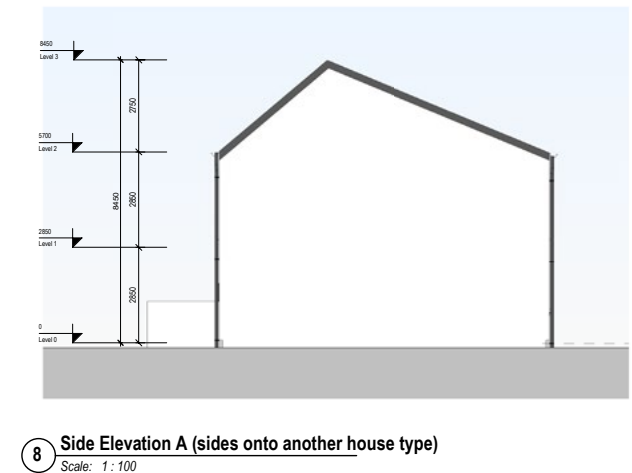 8450
Level 3
2750
5700
Level 2
8450
2850
2850
Level 1
2850
0
Level 0
8
Side Elevation A (sides onto another house type)
Scale: 1 : 100